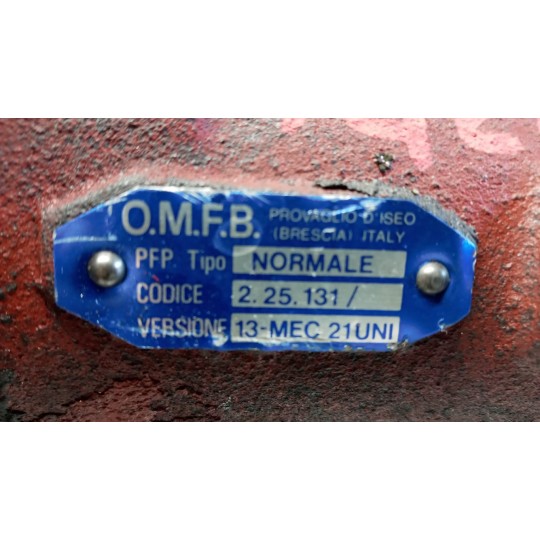 O.M.F.B. PROVAGLIO D'ISEO
(BRESCIA) ITALY
PFP Tipo NORMALE
CODICE 2.25.131/
VERSIONE 13-MEC 21UNI